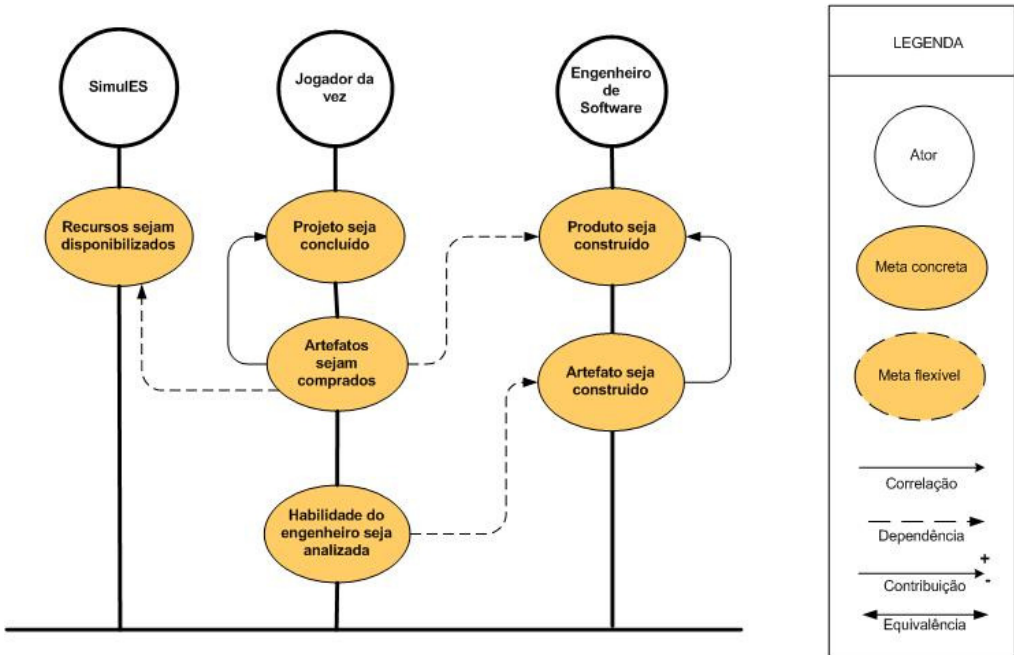 SimulES
Jogador da
vez
Engenheiro
de
Software
Recursos sejam
disponibilizados
Projeto seja
concluído
Produto seja
construído
Artefatos
sejam
comprados
Artefato seja
construido
Habilidade do
engenheiro seja
analizada
LEGENDA
Ator
Meta concreta
Meta flexível
Correlação
Dependência
+
-
Contribuição
Equivalência